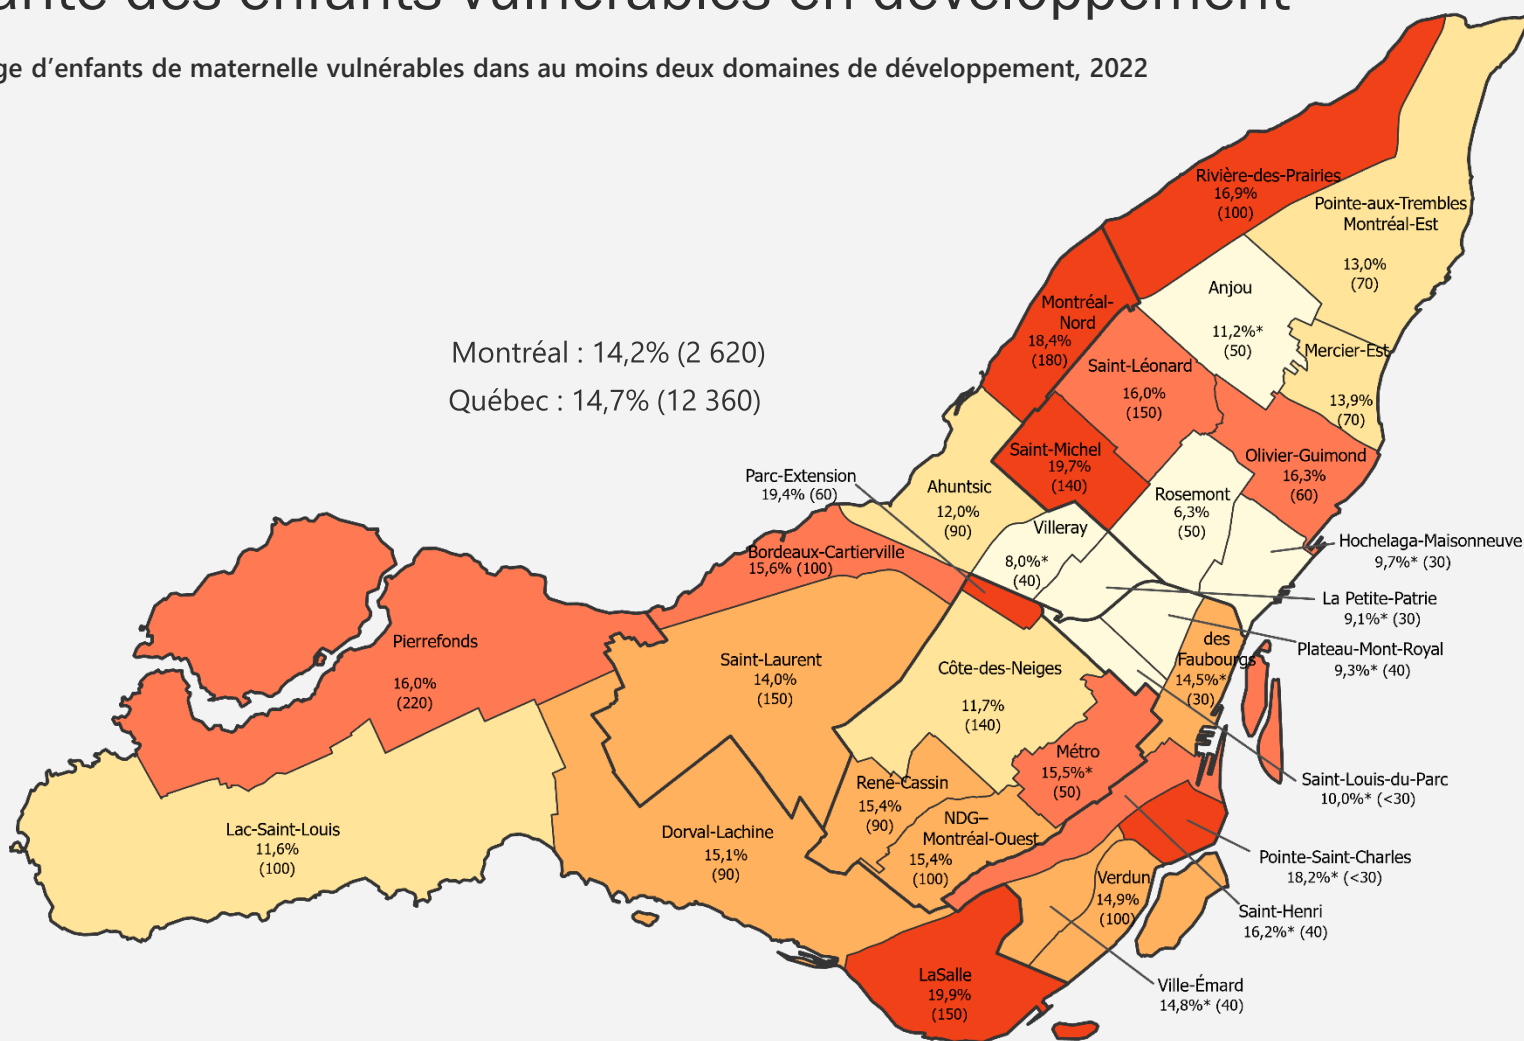 des enfants vulnérables en développement
d’enfants de maternelle vulnérables dans au moins deux domaines de développement, 2022
Rivière-des-Prairies
16,9%
(100)
Pointe-aux-Trembles
Montréal-Est
13,0%
(70)
Anjou
11,2%*
(50)
Montréal-
Nord
18,4%
(180)
Mercier-Est
13,9%
(70)
Montréal : 14,2% (2 620)
Québec : 14,7% (12 360)
Saint-Léonard
16,0%
(150)
Saint-Michel
19,7%
(140)
Olivier-Guimond
16,3%
(60)
Parc-Extension
19,4% (60)
Ahuntsic
12,0%
(90)
Rosemont
6,3%
(50)
Villeray
8,0%*
(40)
Hochelaga-Maisonneuve
9,7%* (30)
Bordeaux-Cartierville
15,6% (100)
La Petite-Patrie
9,1%* (30)
Plateau-Mont-Royal
9,3%* (40)
des
Faubourgs
14,5%*
(30)
Pierrefonds
16,0%
(220)
Saint-Laurent
14,0%
(150)
Côte-des-Neiges
11,7%
(140)
Métro
15,5%*
(50)
Saint-Louis-du-Parc
10,0%* (<30)
René-Cassin
15,4%
(90)
NDG–
Montréal-Ouest
15,4%
(100)
Lac-Saint-Louis
11,6%
(100)
Dorval-Lachine
15,1%
(90)
Pointe-Saint-Charles
18,2%* (<30)
Verdun
14,9%
(100)
Saint-Henri
16,2%* (40)
LaSalle
19,9%
(150)
Ville-Émard
14,8%* (40)